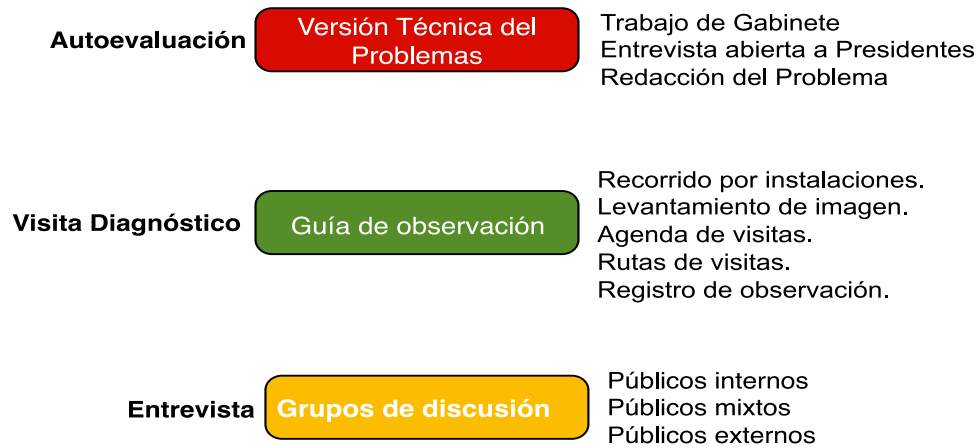 Autoevaluación
Versión Técnica del
Problemas
Trabajo de Gabinete
Entrevista abierta a Presidentes
Redacción del Problema
Visita Diagnóstico
Guía de observación
Recorrido por instalaciones.
Levantamiento de imagen.
Agenda de visitas.
Rutas de visitas.
Registro de observación.
Entrevista
Grupos de discusión
Públicos internos
Públicos mixtos
Públicos externos